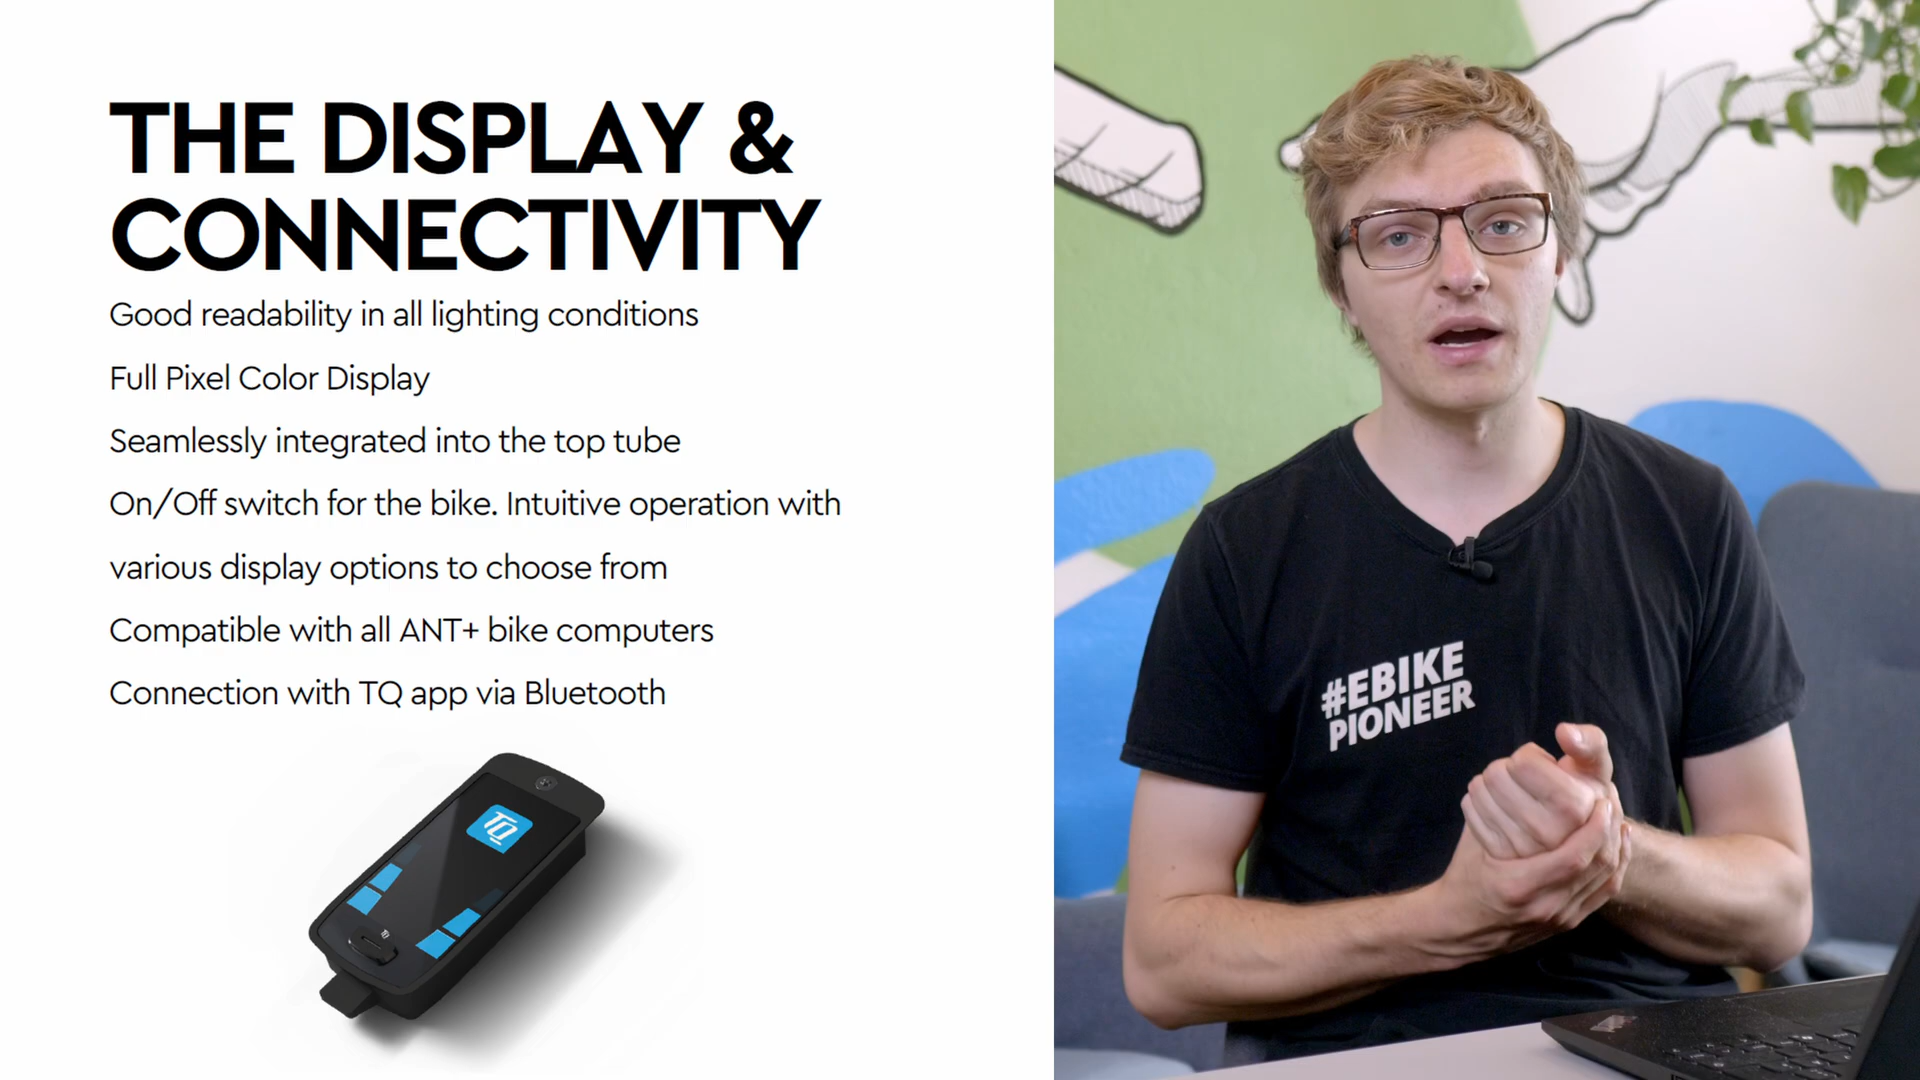 THE DISPLAY &
CONNECTIVITY
Good readability in all lighting conditions
Full Pixel Color Display
Seamlessly integrated into the top tube
On/Off switch for the bike. Intuitive operation with
various display options to choose from
Compatible with all ANT+ bike computers
Connection with TQ app via Bluetooth
TQ
#EBIKE
PIONEER